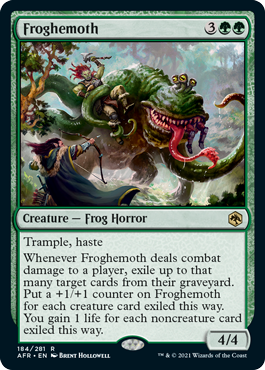 Froghemoth 3
Creature — Frog Horror
Trample, haste
Whenever Froghemoth deals combat
damage to a player, exile up to that
many target cards from their graveyard.
Put a +1/+1 counter on Froghemoth
for each creature card exiled this way.
You gain 1 life for each noncreature card
exiled this way.
4/4
184/281 R
AFR • EN Brent Hollowell
™ & © 2021 Wizards of the Coast